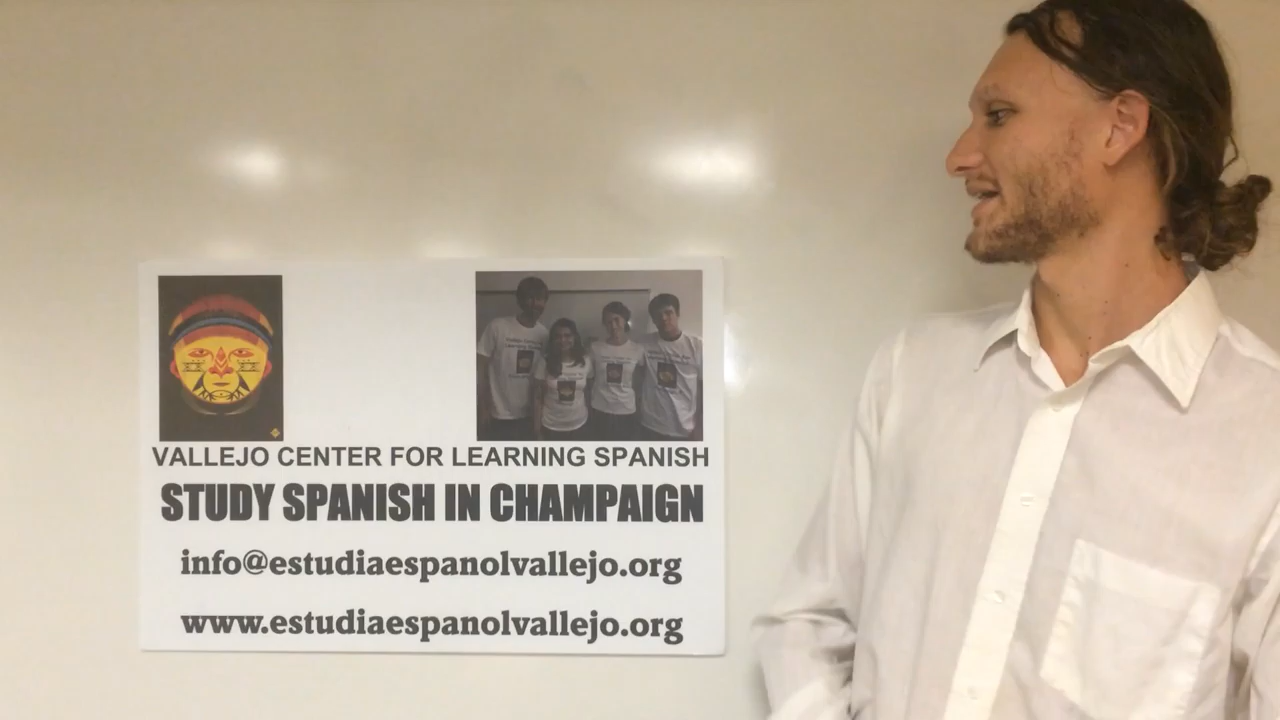 VALLEJO CENTER FOR LEARNING SPANISH
STUDY SPANISH IN CHAMPAIGN
info@estudiaespanolvallejo.org
www.estudiaespanolvallejo.org